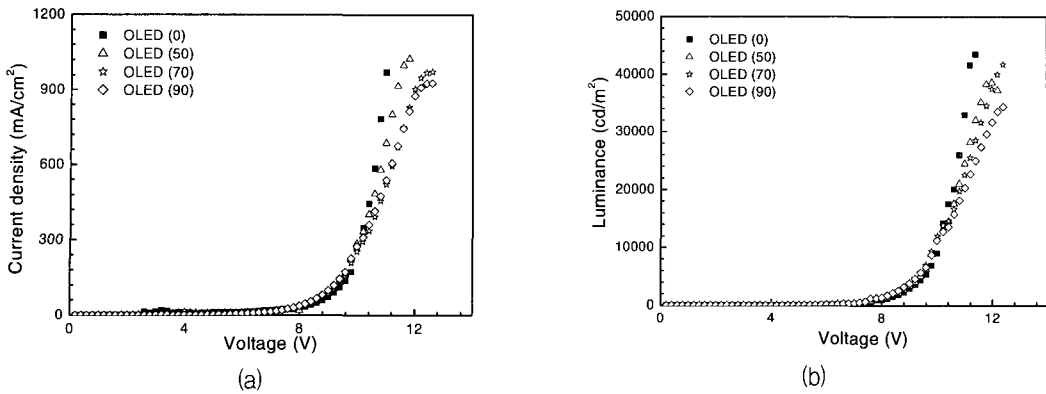 1200
900
600
300
0
Current density (mA/cm²)
OLED (0)
OLED (50)
OLED (70)
OLED (90)
0 4 8 12
Voltage (V)
(a)
50000
40000
30000
20000
10000
0
Luminance (cd/m²)
OLED (0)
OLED (50)
OLED (70)
OLED (90)
0 4 8 12
Voltage (V)
(b)